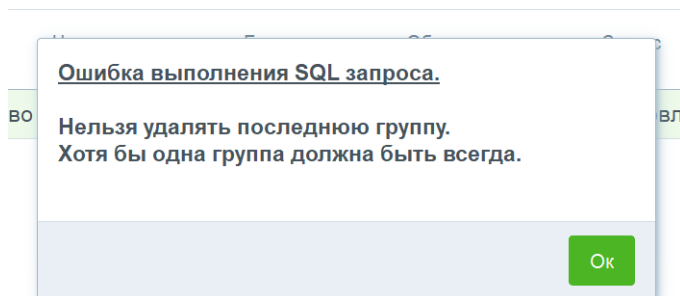 Ошибка выполнения SQL запроса.
Нельзя удалять последнюю группу.
Хотя бы одна группа должна быть всегда.
Ок